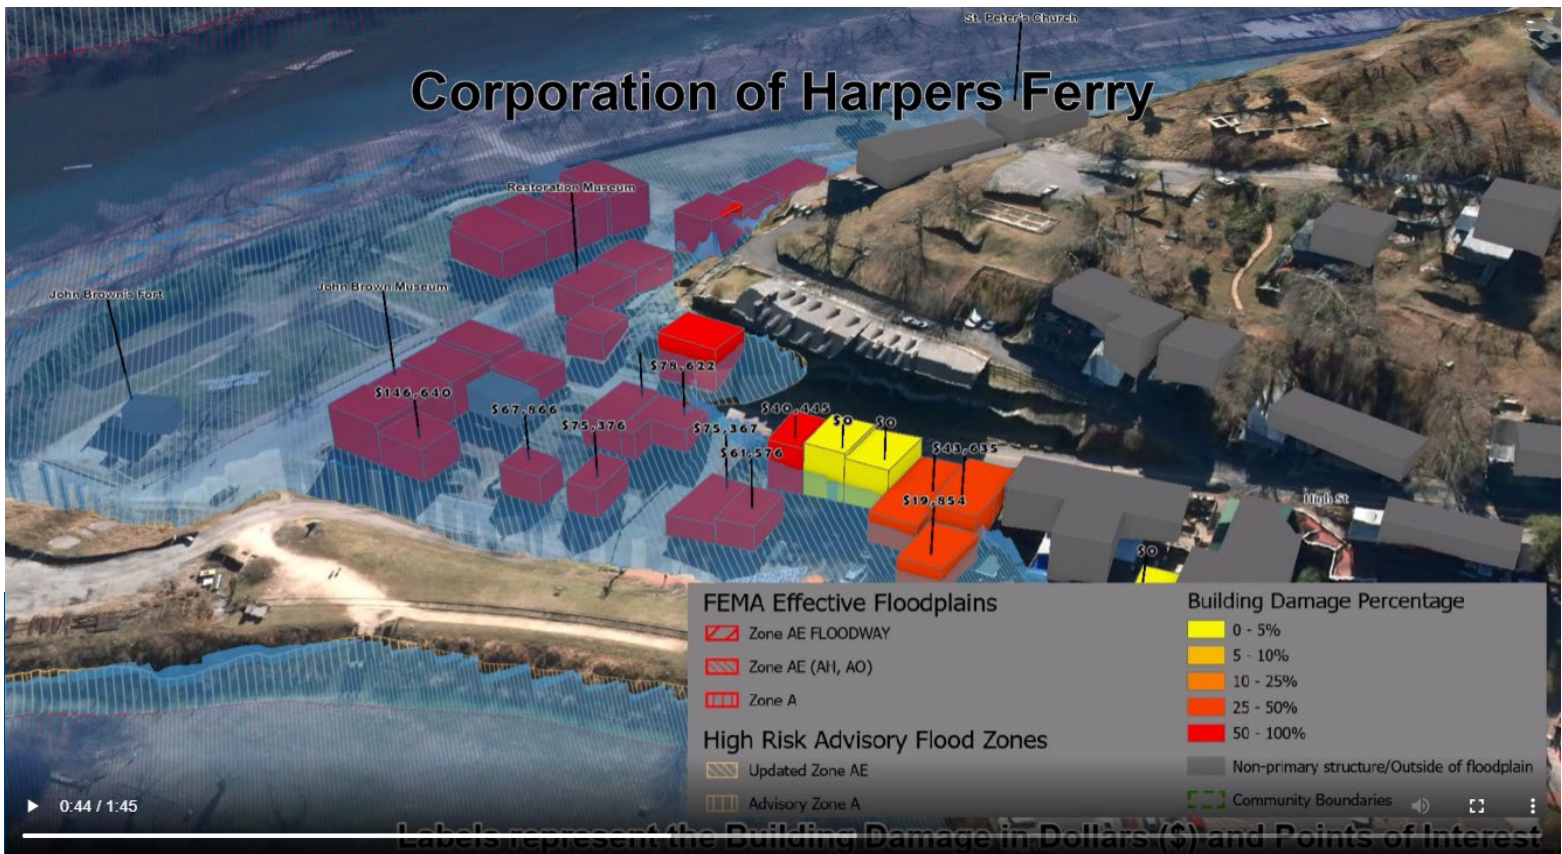 St. Peter's Church
Corporation of Harpers Ferry
Restoration Museum
John Brown's Fort
John Brown Museum
$78,622
$146,640
$67,866
$75,376
$75,367
$40,445
$0
$0
$61,576
$43,635
$19,854
High St
$0
FEMA Effective Floodplains
Zone AE FLOODWAY
Zone AE (AH, AO)
Zone A
High Risk Advisory Flood Zones
Updated Zone AE
Advisory Zone A
Building Damage Percentage
0 - 5%
5 - 10%
10 - 25%
25 - 50%
50 - 100%
Non-primary structure/Outside of floodplain
Community Boundaries
0:44 / 1:45
Labels represent the Building Damage in Dollars ($) and Points of Interest